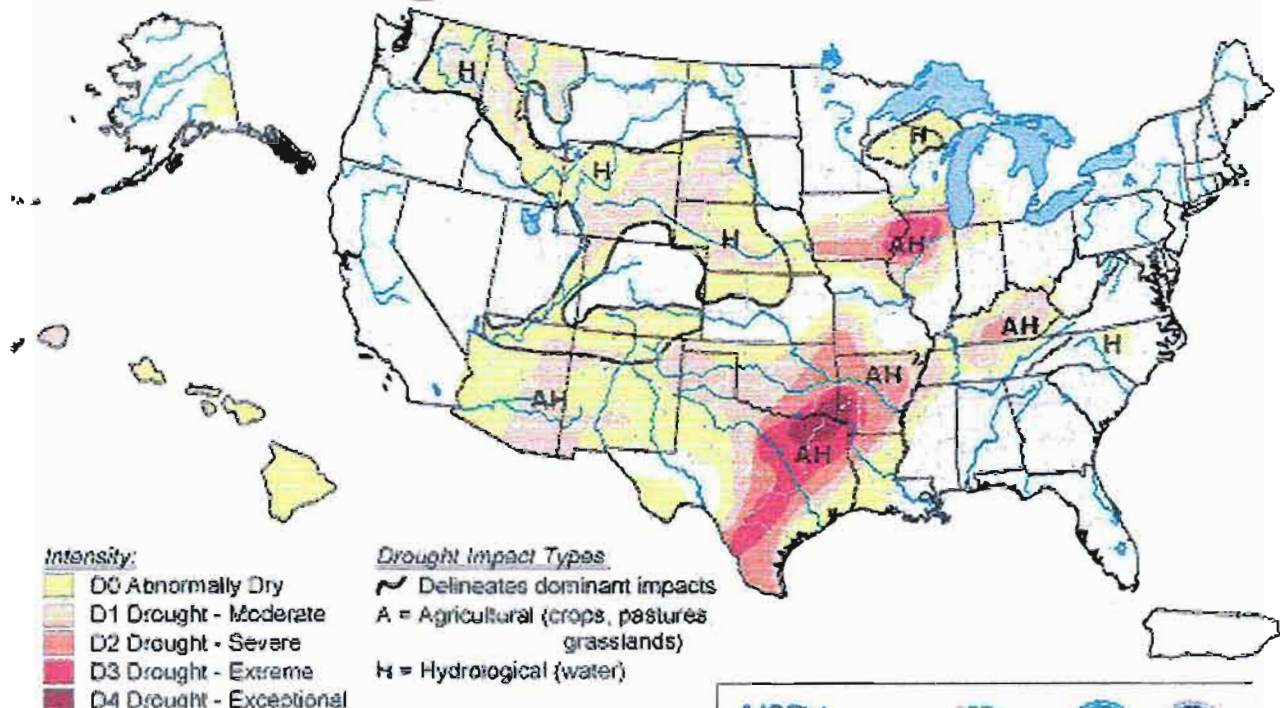 H
H
H
H
AH
AH
H
AH
AH
AH
Intensity:
D0 Abnormally Dry
D1 Drought - Moderate
D2 Drought - Severe
D3 Drought - Extreme
D4 Drought - Exceptional
Drought Impact Types
Delineates dominant impacts
A = Agricultural (crops, pastures
grasslands)
H = Hydrological (water)